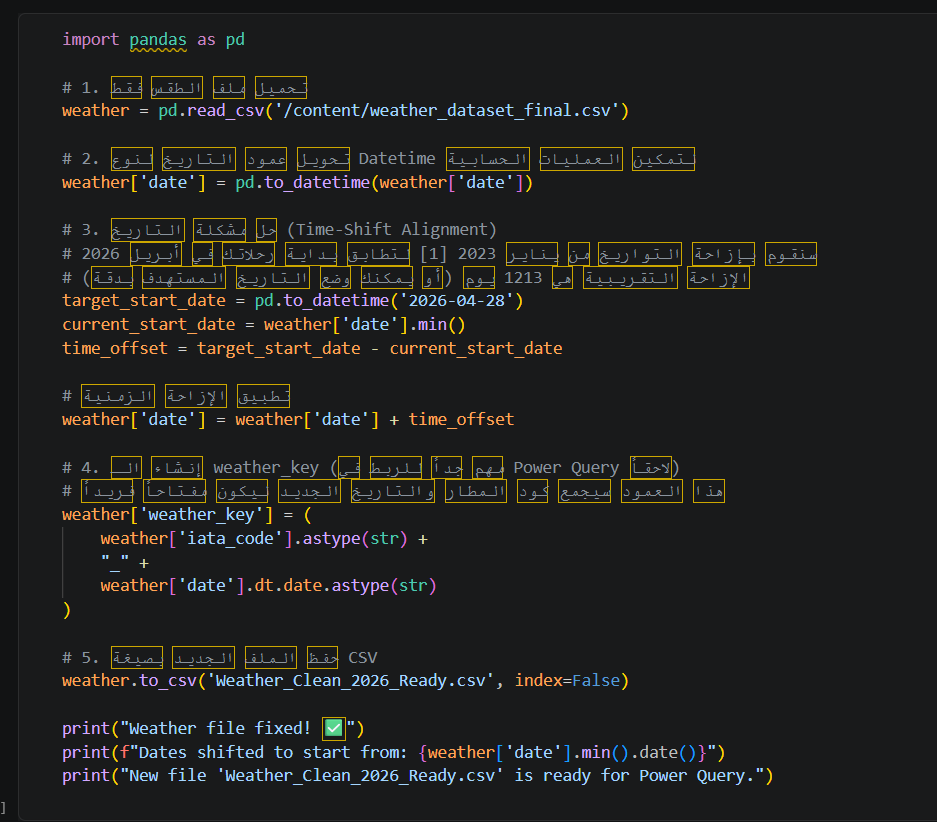 import pandas as pd
# 1. تحميل ملف الطقس فقط
weather = pd.read_csv('/content/weather_dataset_final.csv')
# 2. تحويل عمود التاريخ لنوع Datetime لتمكين العمليات الحسابية
weather['date'] = pd.to_datetime(weather['date'])
# 3. حل مشكلة التاريخ (Time-Shift Alignment)
# سنقوم بإزاحة التواريخ من يناير 2023 [1] لتطابق بداية رحلاتك في أبريل 2026
# الإزاحة التقريبية هي 1213 يوم (أو يمكنك وضع التاريخ المستهدف بدقة)
target_start_date = pd.to_datetime('2026-04-28')
current_start_date = weather['date'].min()
time_offset = target_start_date - current_start_date
# تطبيق الإزاحة الزمنية
weather['date'] = weather['date'] + time_offset
# 4. إنشاء الـ weather_key (مهم جداً للربط في Power Query لاحقاً)
# هذا العمود سيجمع كود المطار والتاريخ الجديد ليكون مفتاحاً فريداً
weather['weather_key'] = (
weather['iata_code'].astype(str) +
"_" +
weather['date'].dt.date.astype(str)
)
# 5. حفظ الملف الجديد بصيغة CSV
weather.to_csv('Weather_Clean_2026_Ready.csv', index=False)
print("Weather file fixed! ✅")
print(f"Dates shifted to start from: {weather['date'].min().date()}")
print("New file 'Weather_Clean_2026_Ready.csv' is ready for Power Query.")
]